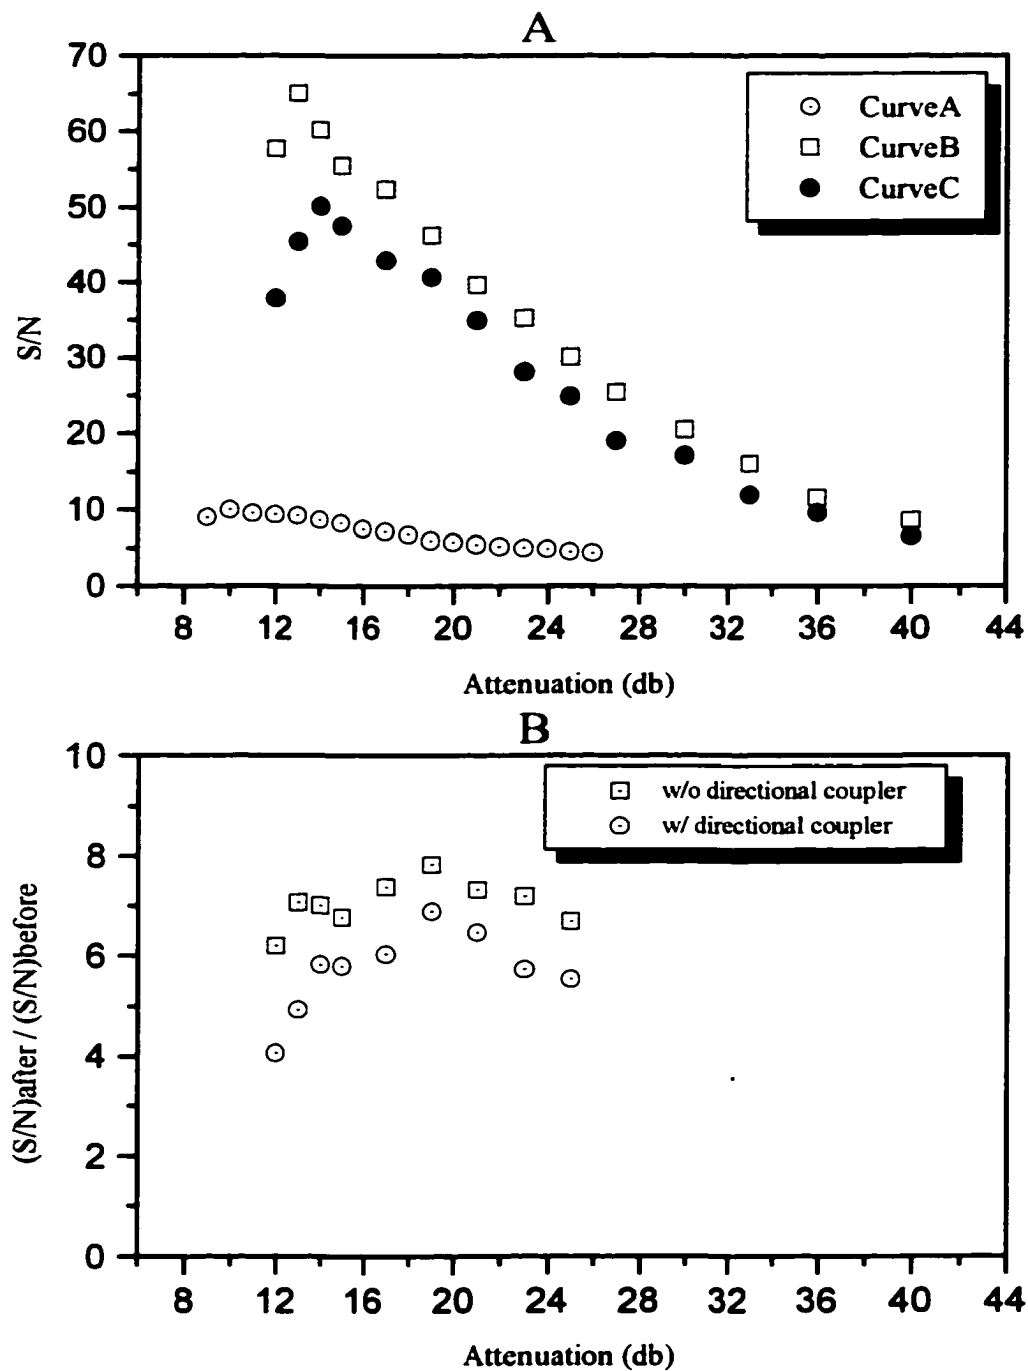 A
70
60
50
40
30
20
10
0
S/N
CurveA
CurveB
CurveC
8 12 16 20 24 28 32 36 40 44
Attenuation (db)
B
10
8
6
4
2
0
(S/N)after / (S/N)before
w/o directional coupler
w/ directional coupler
8 12 16 20 24 28 32 36 40 44
Attenuation (db)